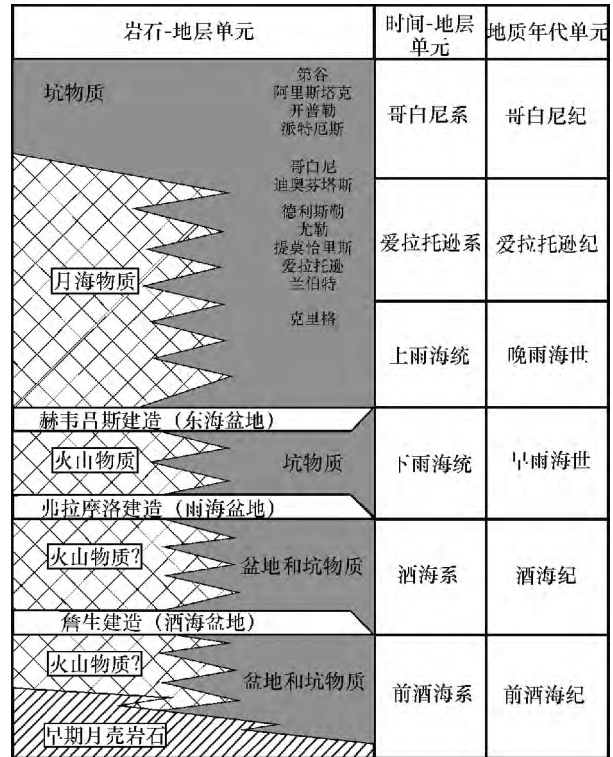 岩石-地层单元
时间-地层
单元
地质年代单元
坑物质
第谷
阿里斯塔克
开普勒
派特厄斯
哥白尼系
哥白尼纪
哥白尼
迪奥芬塔斯
德利斯勒
尤勒
提莫恰里斯
爱拉托逊
兰伯特
月海物质
爱拉托逊系
爱拉托逊纪
克里格
上雨海统
晚雨海世
赫韦吕斯建造（东海盆地）
火山物质
坑物质
下雨海统
早雨海世
弗拉摩洛建造（雨海盆地）
火山物质?
盆地和坑物质
酒海系
酒海纪
詹生建造（酒海盆地）
火山物质?
盆地和坑物质
前酒海系
前酒海纪
早期月壳岩石